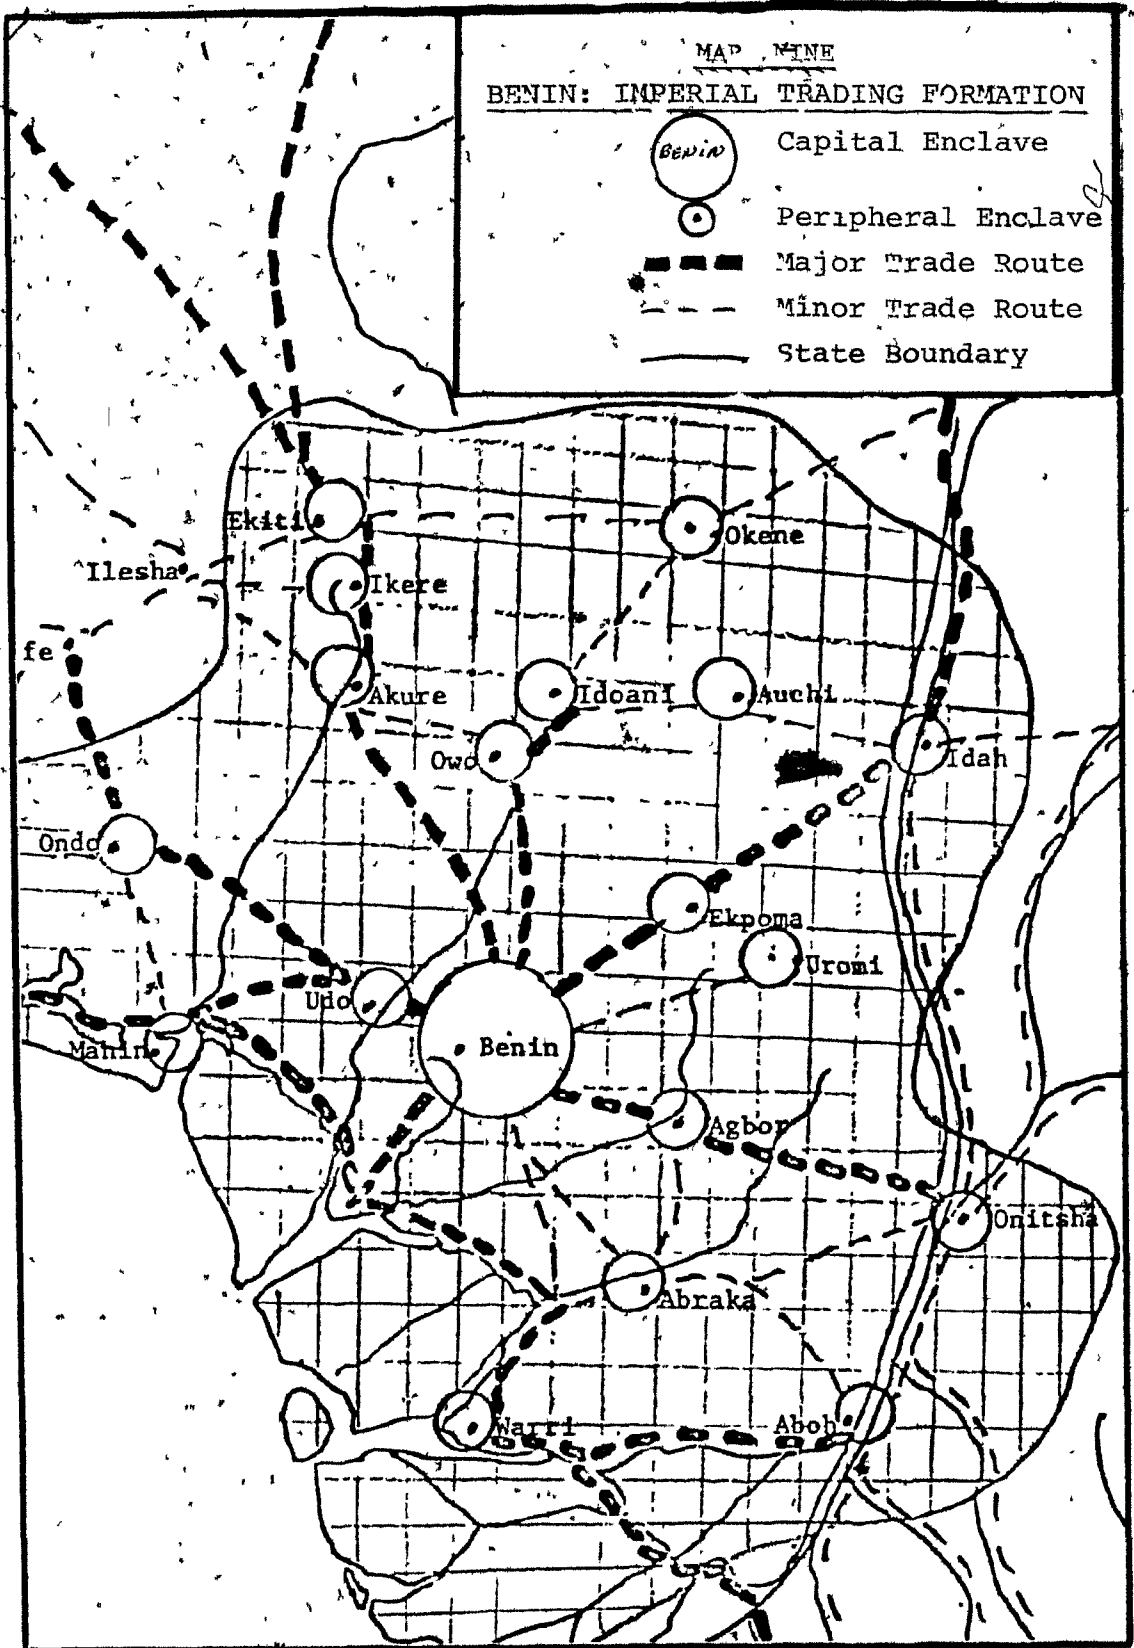 MAP NINE
BENIN: IMPERIAL TRADING FORMATION
BENIN
Capital Enclave
Peripheral Enclave
Major Trade Route
Minor Trade Route
State Boundary
Ekiti
Okene
Ilesha
Ikere
fe
Akure
Idoani
Auchi
Owo
Idah
Ondo
Ekpoma
Uromi
Udo
Mahin
Benin
Agbor
Onitsha
Abraka
Warri
Aboh